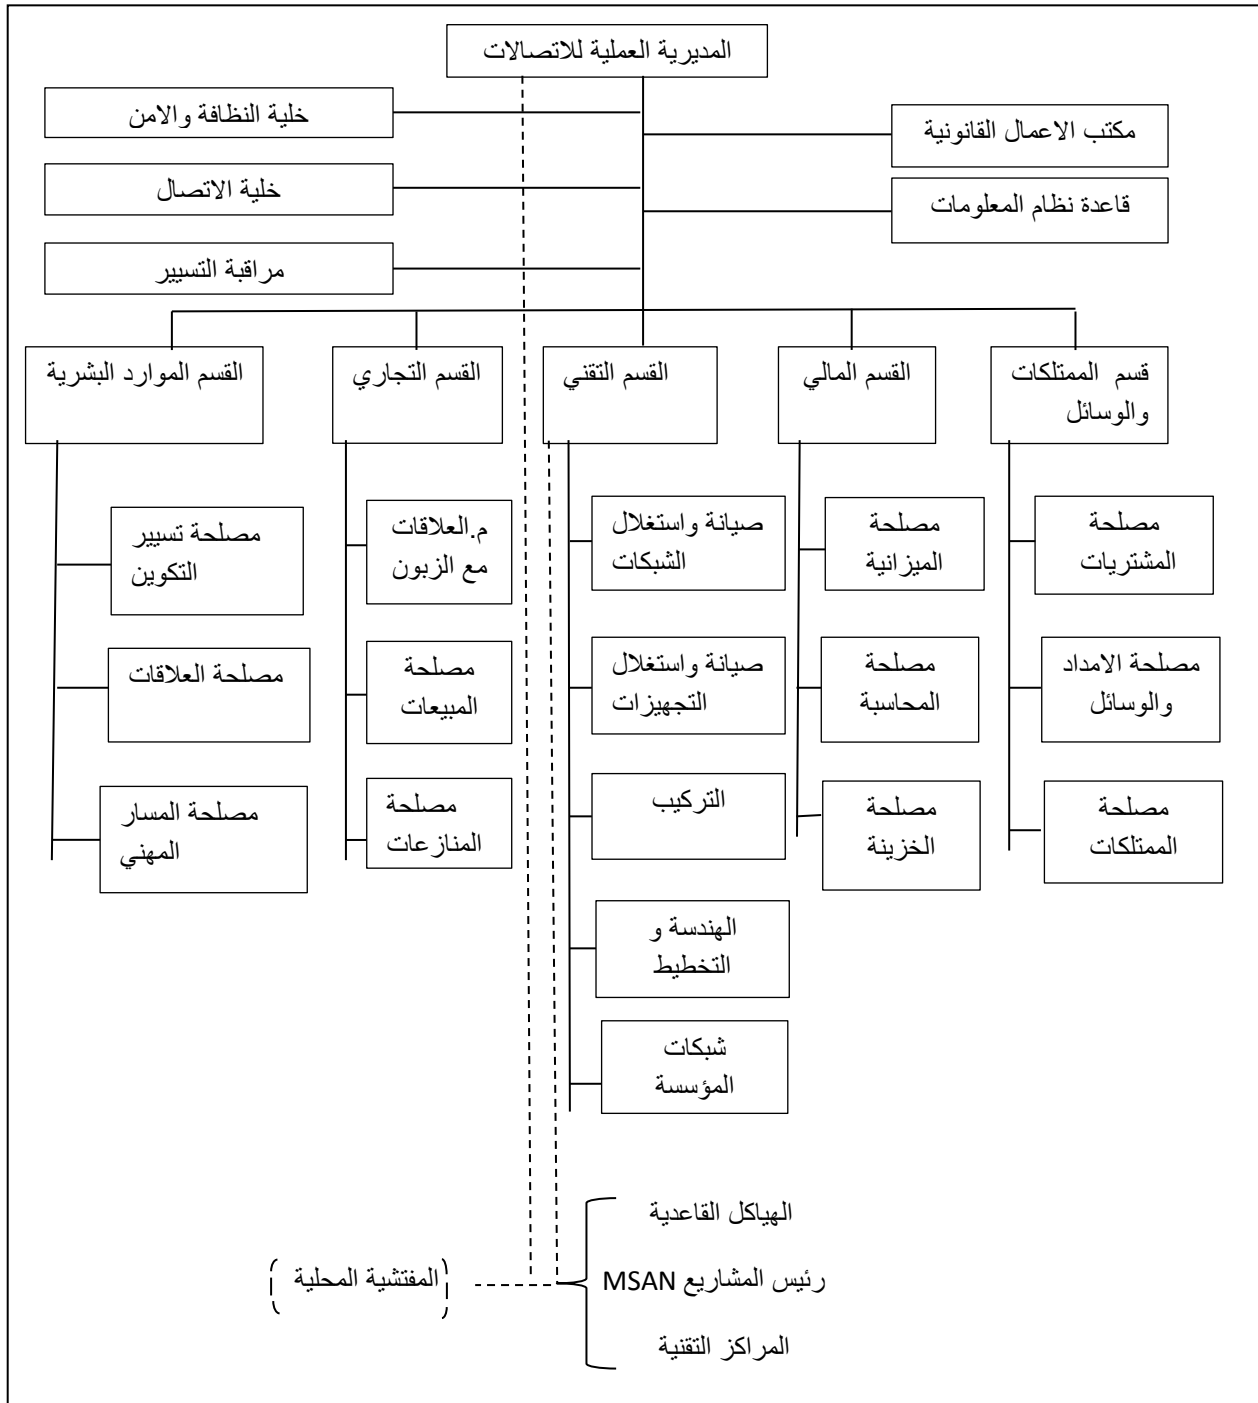 المديرية العملية للاتصالات
خلية النظافة والامن
مكتب الاعمال القانونية
خلية الاتصال
قاعدة نظام المعلومات
مراقبة التسيير
قسم الممتلكات
والوسائل
القسم المالي
القسم التقني
القسم التجاري
القسم الموارد البشرية
مصلحة
المشتريات
مصلحة
الميزانية
صيانة واستغلال
الشبكات
م.العلاقات
مع الزبون
مصلحة تسيير
التكوين
مصلحة الامداد
والوسائل
مصلحة
المحاسبة
صيانة واستغلال
التجهيزات
مصلحة
المبيعات
مصلحة العلاقات
مصلحة
الممتلكات
مصلحة
الخزينة
التركيب
مصلحة
المنازعات
مصلحة المسار
المهني
الهندسة و
التخطيط
شبكات
المؤسسة
الهياكل القاعدية
رئيس المشاريع MSAN
المفتشية المحلية
المراكز التقنية